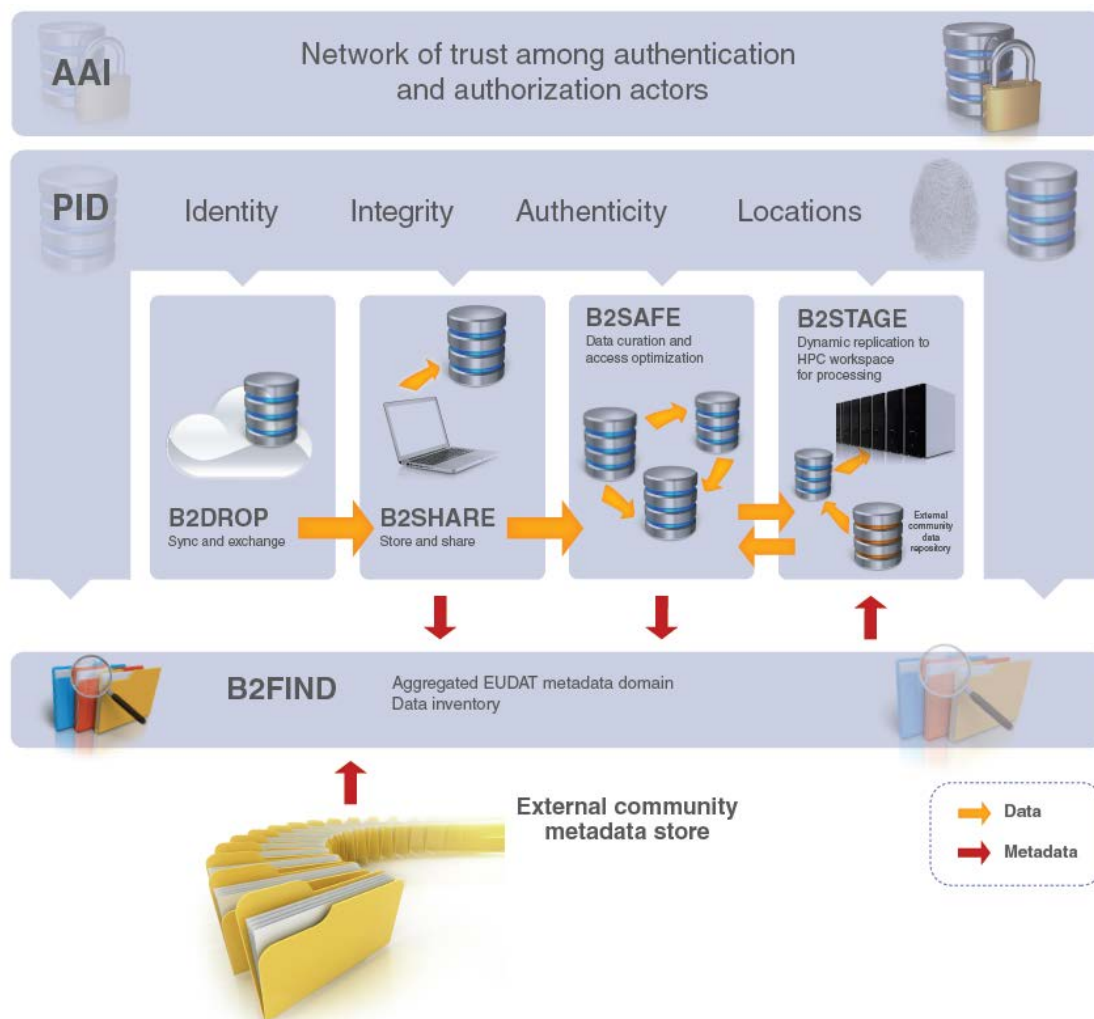 AAI
Network of trust among authentication
and authorization actors
PID
Identity
Integrity
Authenticity
Locations
B2DROP
Sync and exchange
B2SHARE
Store and share
B2SAFE
Data curation and
access optimization
B2STAGE
Dynamic replication to
HPC workspace
for processing
External
community
data
repository
B2FIND
Aggregated EUDAT metadata domain
Data inventory
External community
metadata store
Data
Metadata